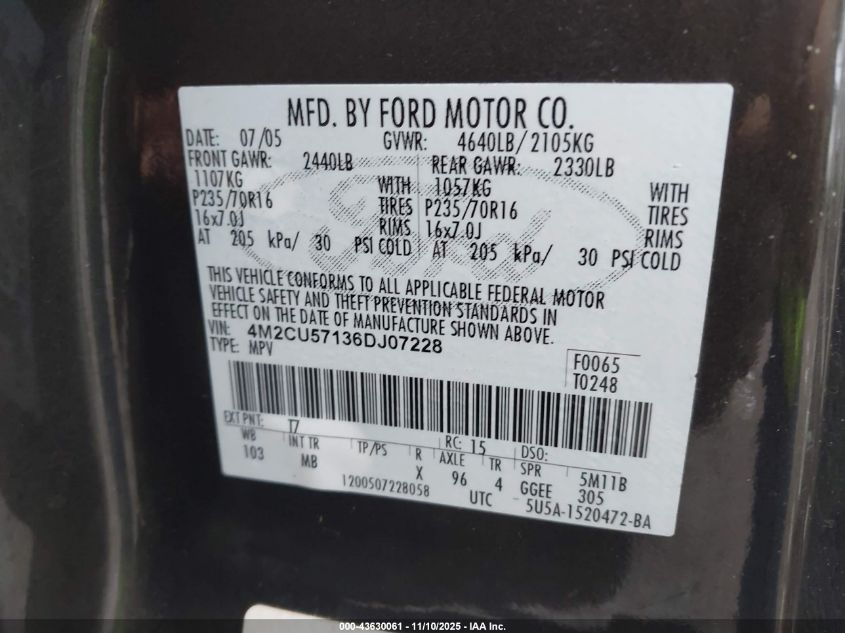 MFD. BY FORD MOTOR CO.
DATE: 07/05 GVWR: 4640LB/2105KG
FRONT GAWR: 2440LB REAR GAWR: 2330LB
1107KG WITH 1057KG WITH
P235/70R16 TIRES P235/70R16 TIRES
16x7.0J RIMS 16x7.0J RIMS
AT 205 kPa/ 30 PSI COLD AT 205 kPa/ 30 PSI COLD
Ford
THIS VEHICLE CONFORMS TO ALL APPLICABLE FEDERAL MOTOR
VEHICLE SAFETY AND THEFT PREVENTION STANDARDS IN
EFFECT ON THE DATE OF MANUFACTURE SHOWN ABOVE.
VIN: 4M2CU57136DJ07228
TYPE: MPV
F0065
T0248
EXT PNT: T7 RC: 15 DSO:
WB INT TR TP/PS R AXLE TR SPR 5M11B
103 MB X 96 4 GGEE 305
1200507228058 UTC 5U5A-1520472-BA
000-43630061 - 11/10/2025 - IAA Inc.